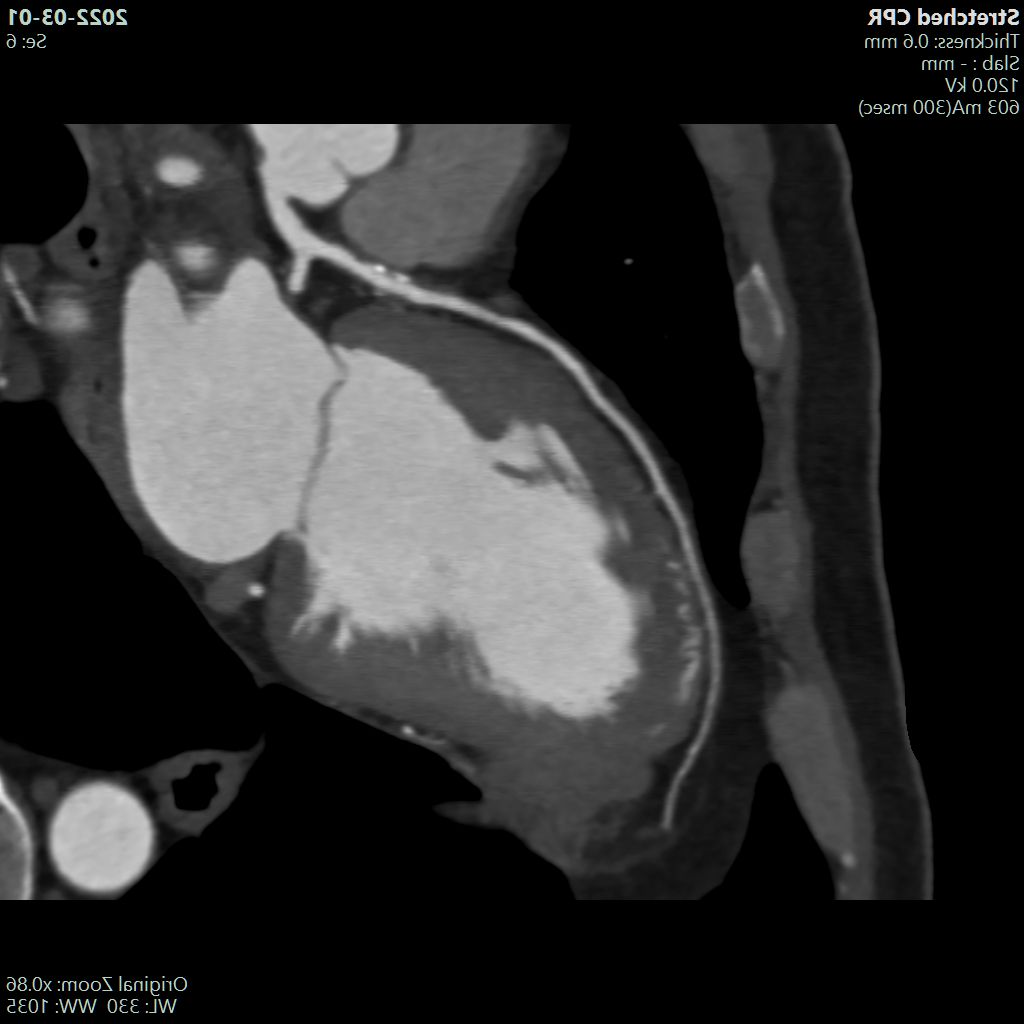 Stretched CPR
Thickness: 0.6 mm
Slab : - mm
120.0 kV
603 mA(300 msec)
2022-03-01
Se: 6
Original Zoom: x0.86
WL: 330 WW: 1035